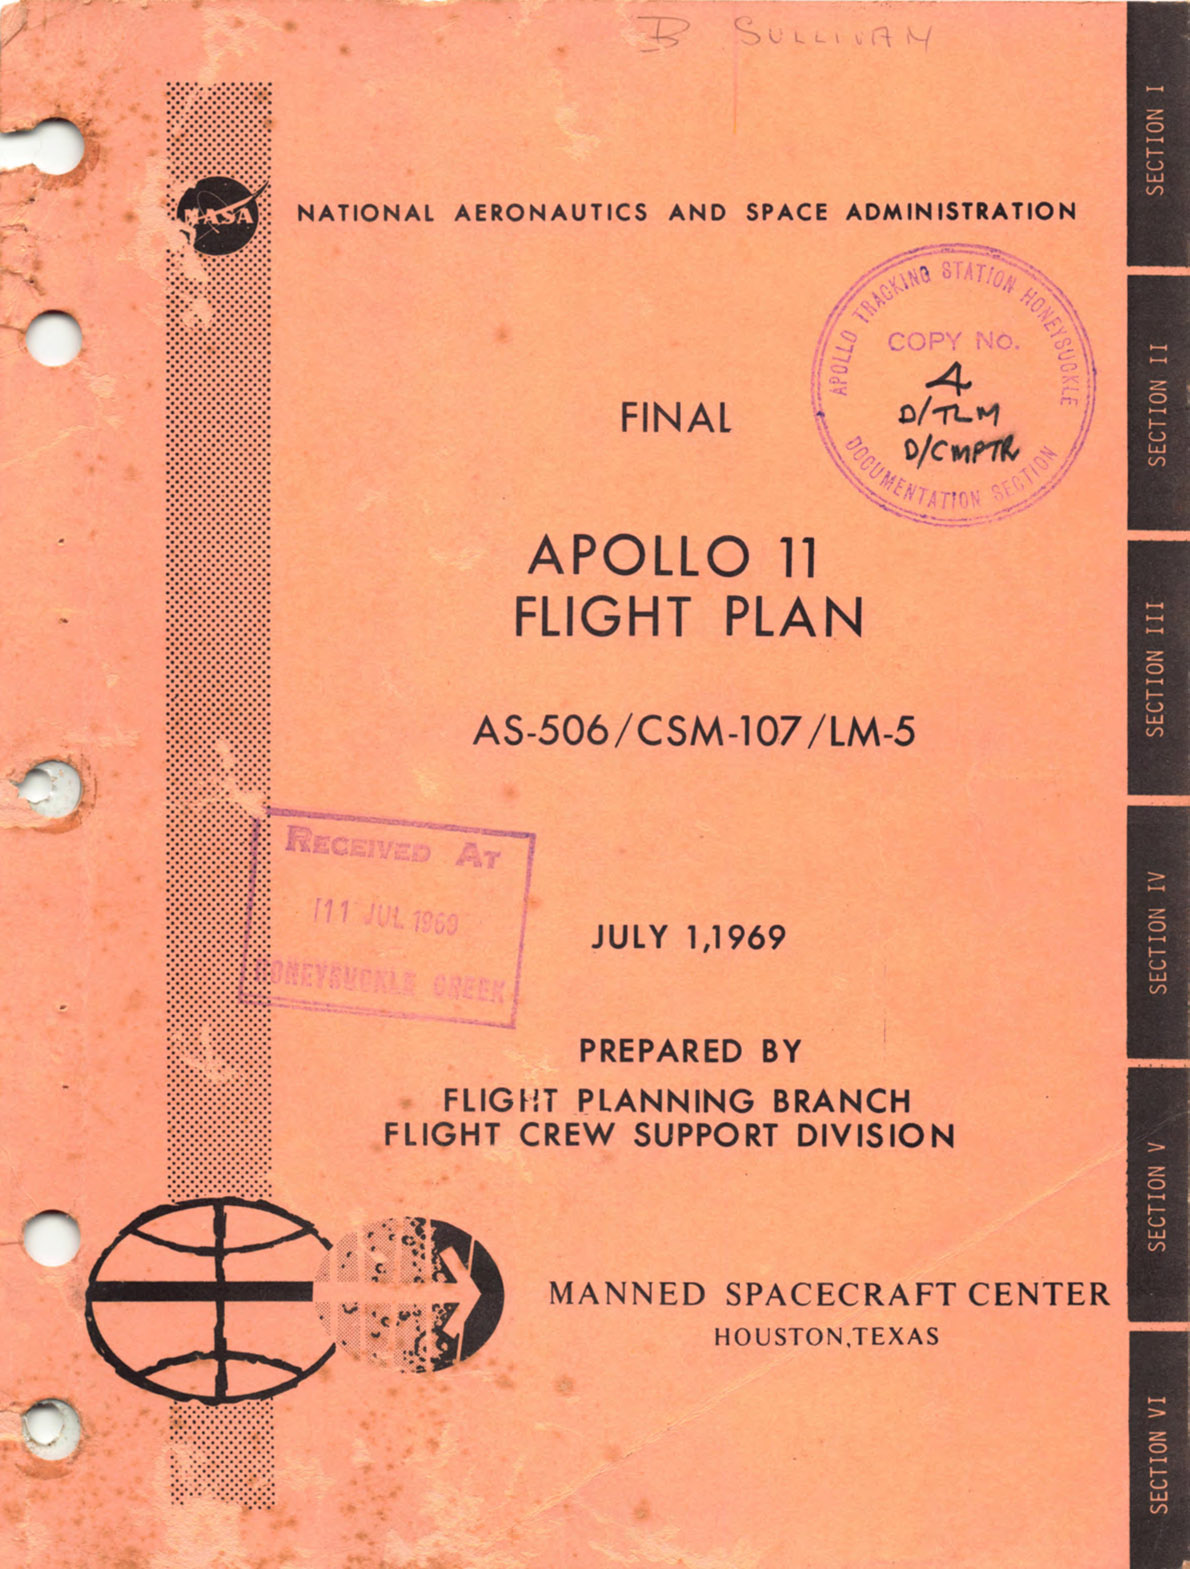 B SULLIVAN
NASA
NATIONAL AERONAUTICS AND SPACE ADMINISTRATION
APOLLO TRACKING STATION HONEYSUCKLE
COPY NO.
4
D/TLM
D/CMPTR
DOCUMENTATION SECTION
FINAL
APOLLO 11
FLIGHT PLAN
AS-506/CSM-107/LM-5
RECEIVED AT
11 JUL 1969
HONEYSUCKLE CREEK
JULY 1,1969
PREPARED BY
FLIGHT PLANNING BRANCH
FLIGHT CREW SUPPORT DIVISION
MANNED SPACECRAFT CENTER
HOUSTON,TEXAS
SECTION I
SECTION II
SECTION III
SECTION IV
SECTION V
SECTION VI